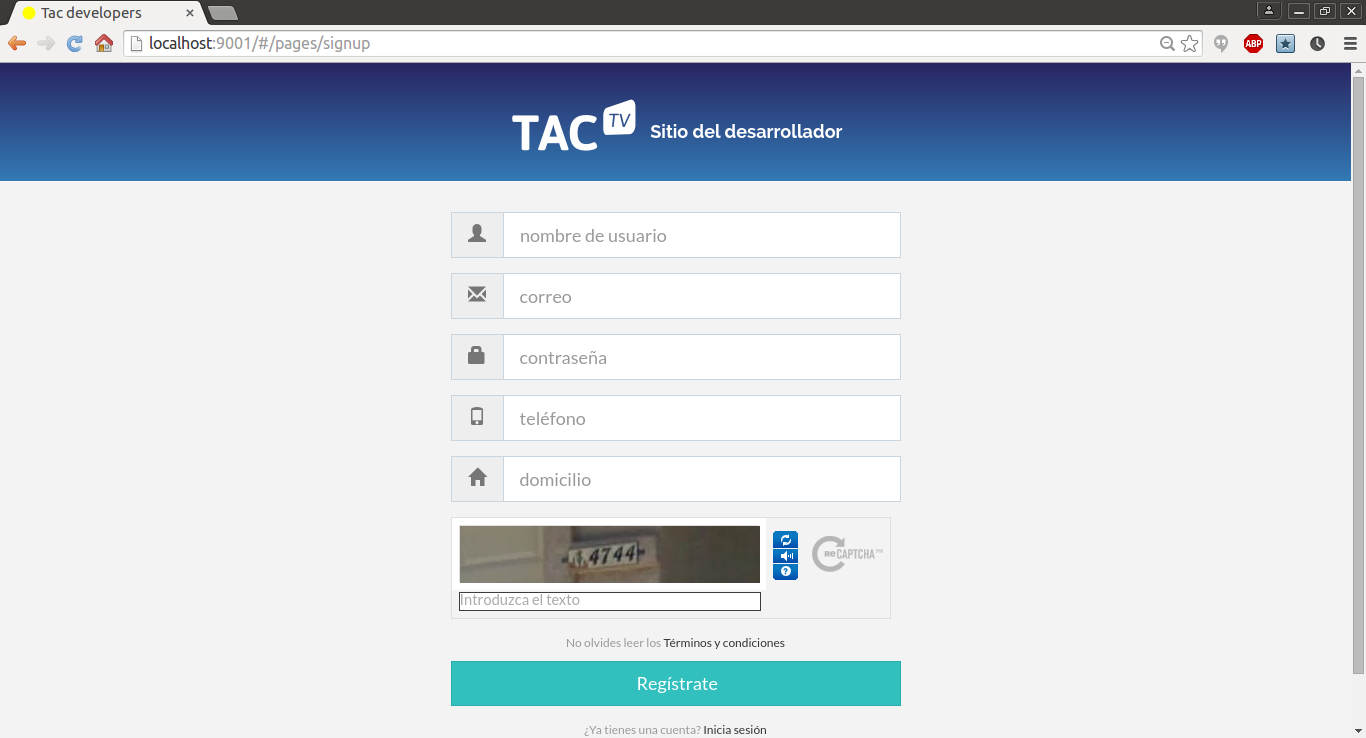 Tac developers
localhost:9001/#/pages/signup
ABP
TAC TV Sitio del desarrollador
nombre de usuario
correo
contraseña
teléfono
domicilio
4744
reCAPTCHA™
Introduzca el texto
No olvides leer los Términos y condiciones
Regístrate
¿Ya tienes una cuenta? Inicia sesión